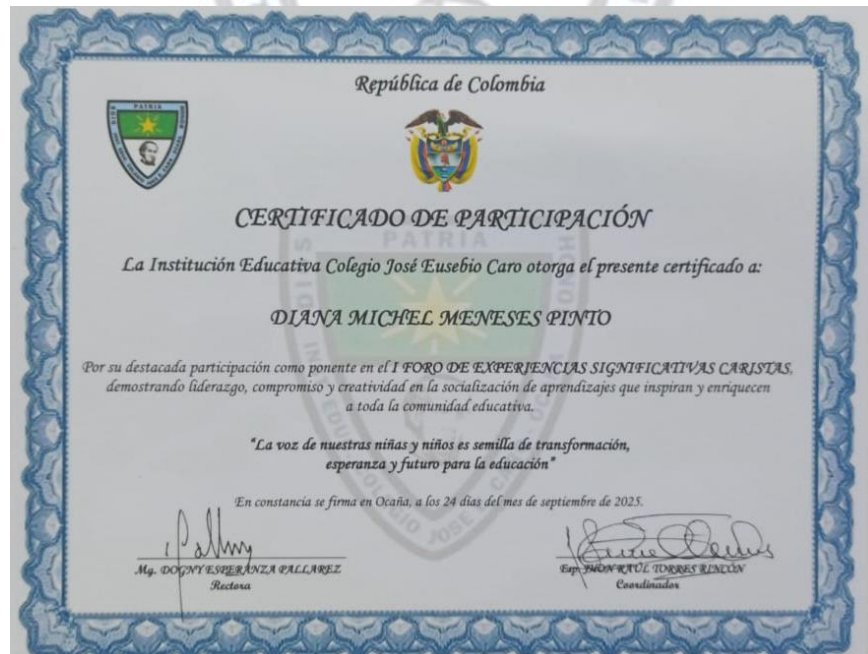 República de Colombia
PATRIA
CERTIFICADO DE PARTICIPACIÓN
PATRIA
La Institución Educativa Colegio José Eusebio Caro otorga el presente certificado a:
DIANA MICHEL MENESES PINTO
Por su destacada participación como ponente en el I FORO DE EXPERIENCIAS SIGNIFICATIVAS CARISTAS,
demostrando liderazgo, compromiso y creatividad en la socialización de aprendizajes que inspiran y enriquecen
a toda la comunidad educativa.
"La voz de nuestras niñas y niños es semilla de transformación,
esperanza y futuro para la educación"
En constancia se firma en Ocaña, a los 24 días del mes de septiembre de 2025.
Mg. DOGNY ESPERANZA PALLAREZ
Rectora
Esp. JHON RAÚL TORRES RINCÓN
Coordinador